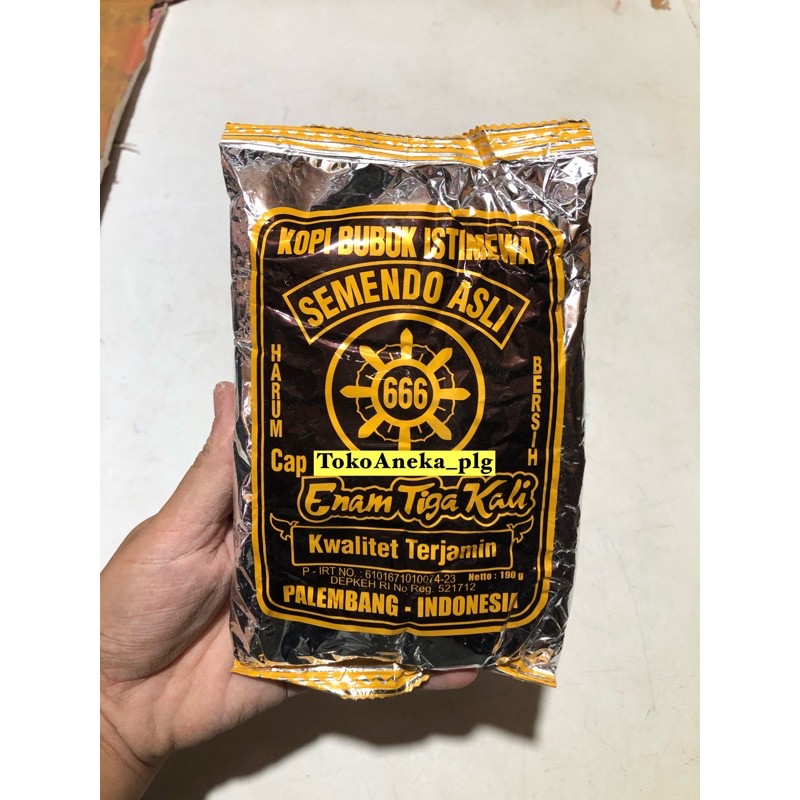 KOPI BUBUK ISTIMEWA
SEMENDO ASLI
HARUM
666
BERSIH
Cap
TokoAneka_plg
Enam Tiga Kali
Kwalitet Terjamin
P - IRT NO. : 6101671010074-23 Netto : 190 g
DEPKEH RI No Reg. 521712
PALEMBANG - INDONESIA